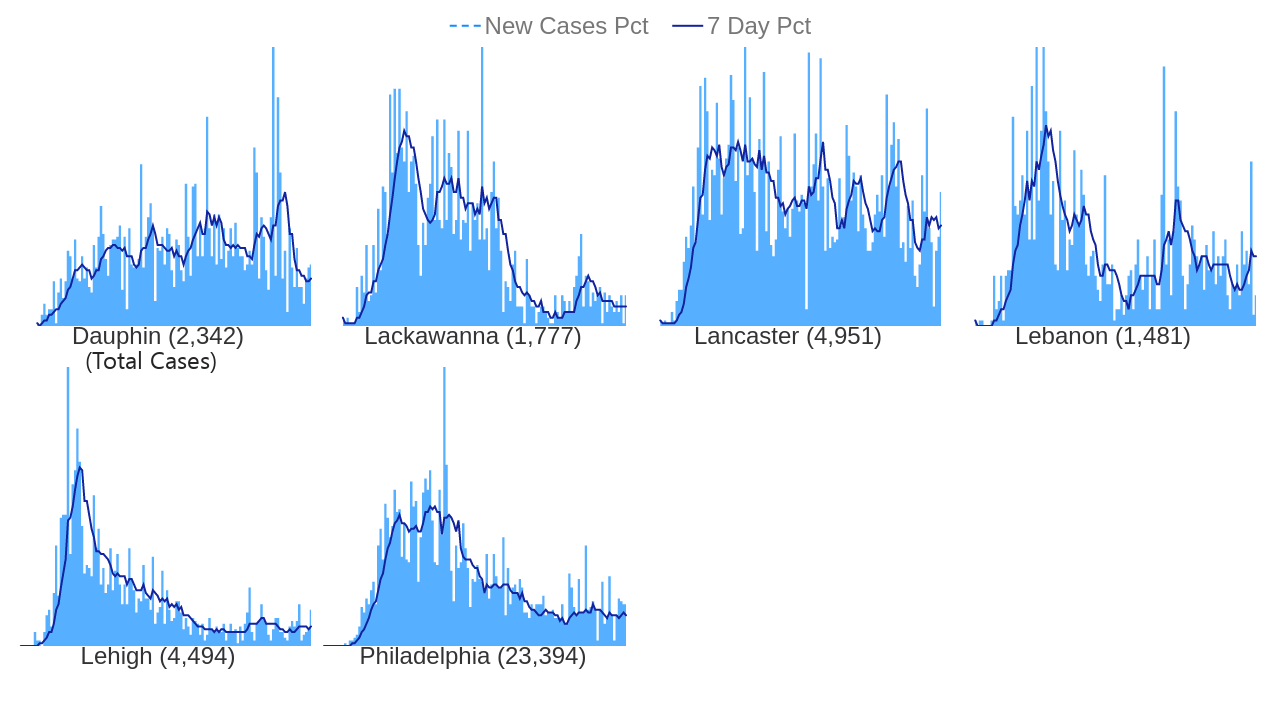 New Cases Pct 7 Day Pct
Dauphin (2,342) Lackawanna (1,777) Lancaster (4,951) Lebanon (1,481)
(Total Cases)
Lehigh (4,494) Philadelphia (23,394)